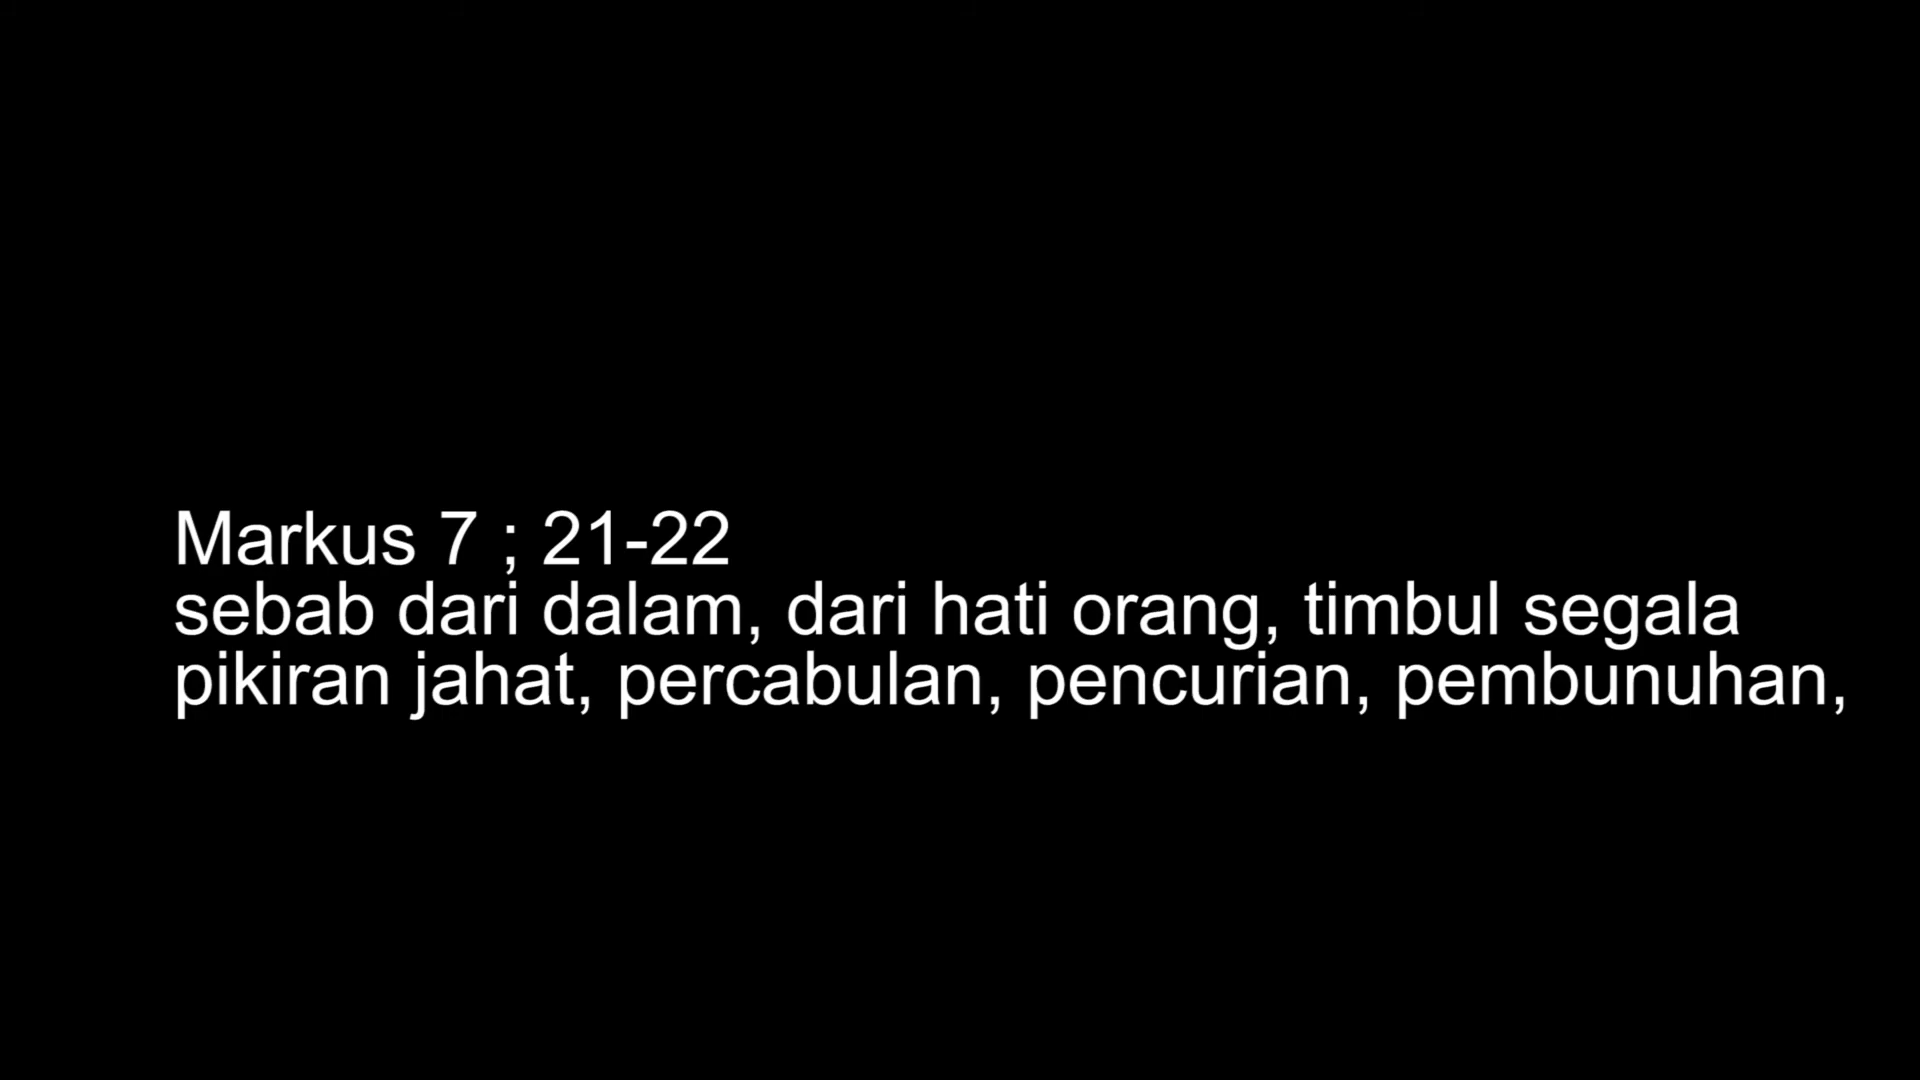 Markus 7 ; 21-22
sebab dari dalam, dari hati orang, timbul segala
pikiran jahat, percabulan, pencurian, pembunuhan,